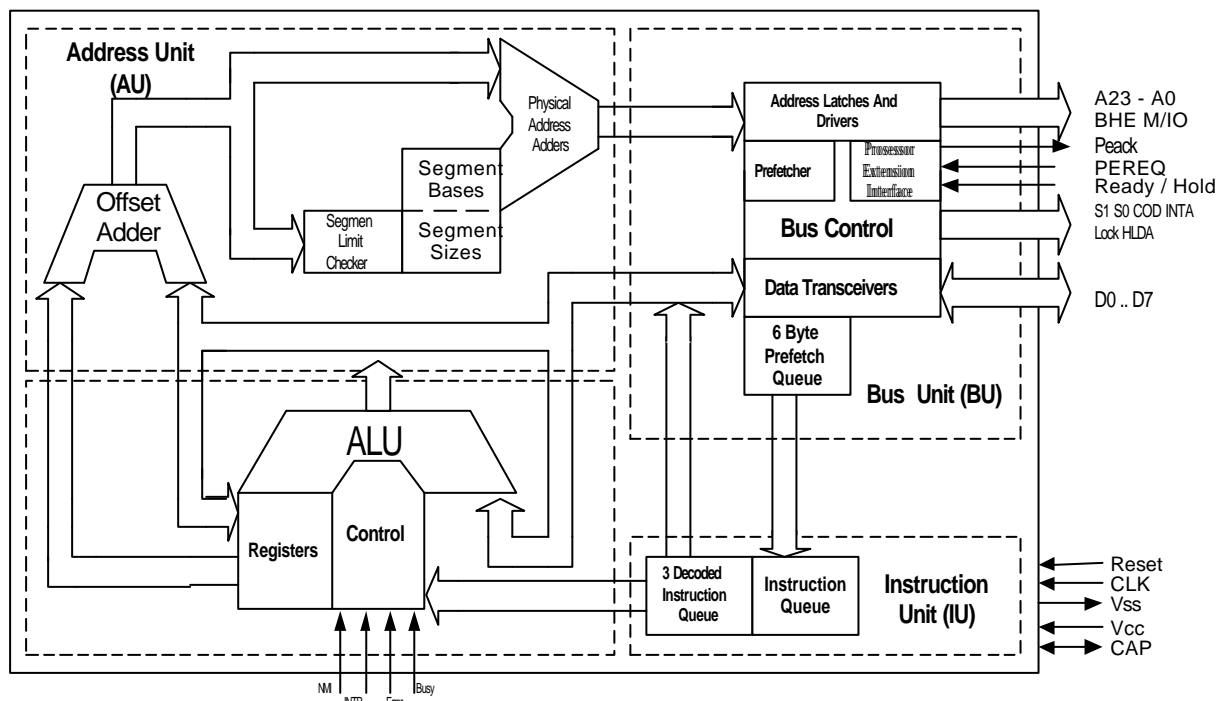 Address Unit
(AU)
Physical
Address
Adders
Segment
Bases
Segment
Sizes
Segmen
Limit
Checker
Offset
Adder
Address Latches And
Drivers
Prefetcher
Prosessor
Extension
Interface
Bus Control
Data Transceivers
6 Byte
Prefetch
Queue
Bus Unit (BU)
A23 - A0
BHE M/IO
Peack
PEREQ
Ready / Hold
S1 S0 COD INTA
Lock HLDA
D0 .. D7
ALU
Registers
Control
3 Decoded
Instruction
Queue
Instruction
Queue
Instruction
Unit (IU)
Reset
CLK
Vss
Vcc
CAP
NMI
INTR
Error
Busy